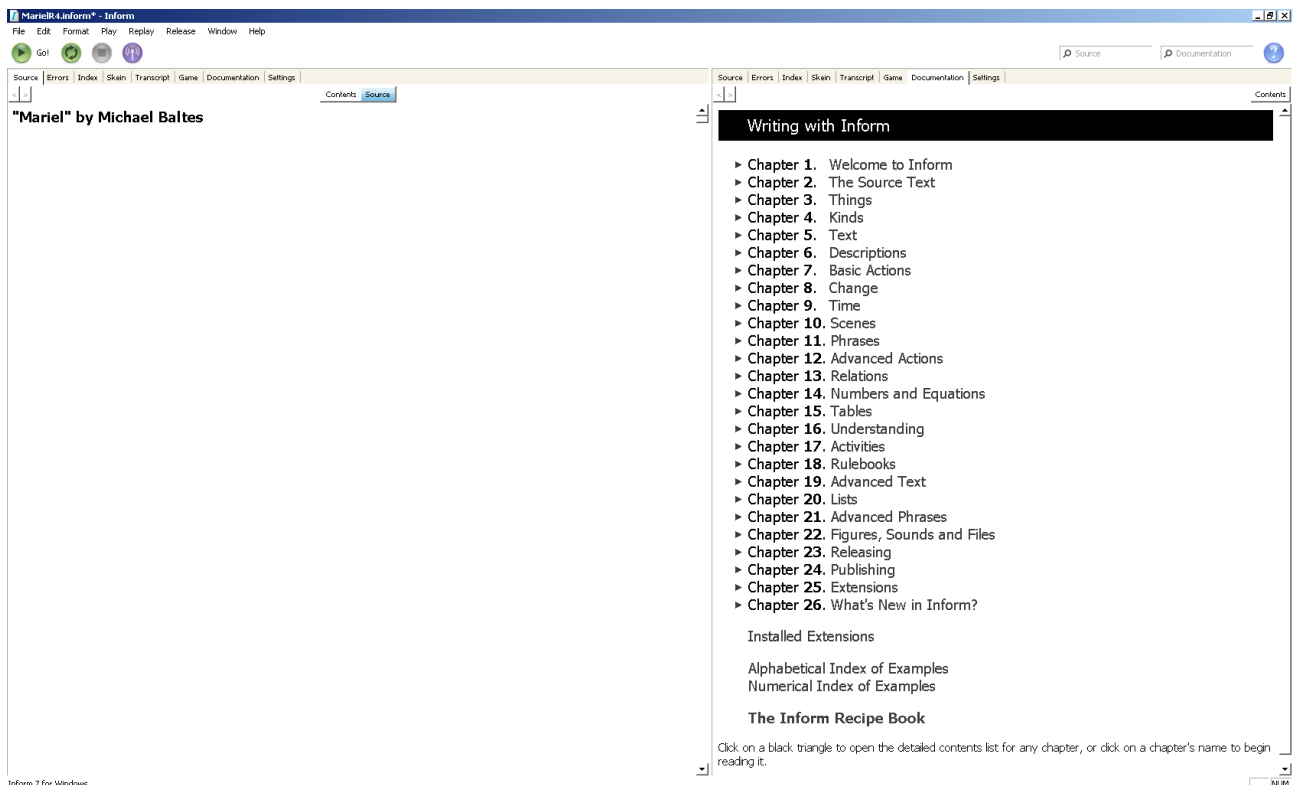 MarielR4.inform* - Inform
File Edit Format Play Replay Release Window Help
Go!
Source
Documentation
?
Source Errors Index Skein Transcript Game Documentation Settings
Source Errors Index Skein Transcript Game Documentation Settings
< >
Contents Source
< >
Contents
"Mariel" by Michael Baltes
Writing with Inform
Chapter 1. Welcome to Inform
Chapter 2. The Source Text
Chapter 3. Things
Chapter 4. Kinds
Chapter 5. Text
Chapter 6. Descriptions
Chapter 7. Basic Actions
Chapter 8. Change
Chapter 9. Time
Chapter 10. Scenes
Chapter 11. Phrases
Chapter 12. Advanced Actions
Chapter 13. Relations
Chapter 14. Numbers and Equations
Chapter 15. Tables
Chapter 16. Understanding
Chapter 17. Activities
Chapter 18. Rulebooks
Chapter 19. Advanced Text
Chapter 20. Lists
Chapter 21. Advanced Phrases
Chapter 22. Figures, Sounds and Files
Chapter 23. Releasing
Chapter 24. Publishing
Chapter 25. Extensions
Chapter 26. What's New in Inform?
Installed Extensions
Alphabetical Index of Examples
Numerical Index of Examples
The Inform Recipe Book
Click on a black triangle to open the detailed contents list for any chapter, or click on a chapter's name to begin
reading it.
Inform 7 for Windows
NUM